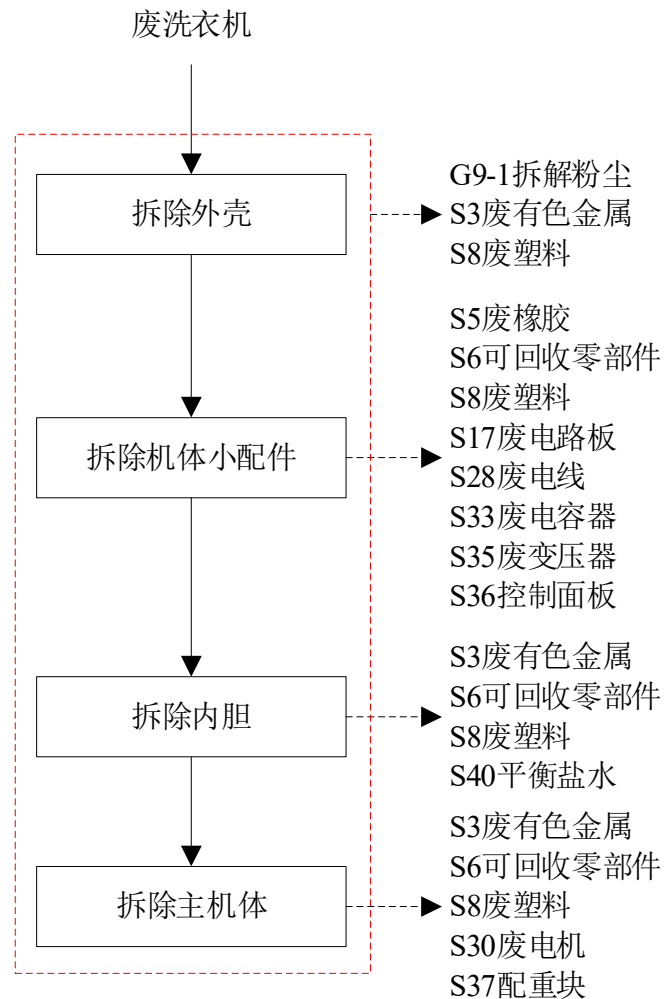 废洗衣机
拆除外壳
G9-1拆解粉尘
S3废有色金属
S8废塑料
拆除机体小配件
S5废橡胶
S6可回收零部件
S8废塑料
S17废电路板
S28废电线
S33废电容器
S35废变压器
S36控制面板
拆除内胆
S3废有色金属
S6可回收零部件
S8废塑料
S40平衡盐水
拆除主机体
S3废有色金属
S6可回收零部件
S8废塑料
S30废电机
S37配重块